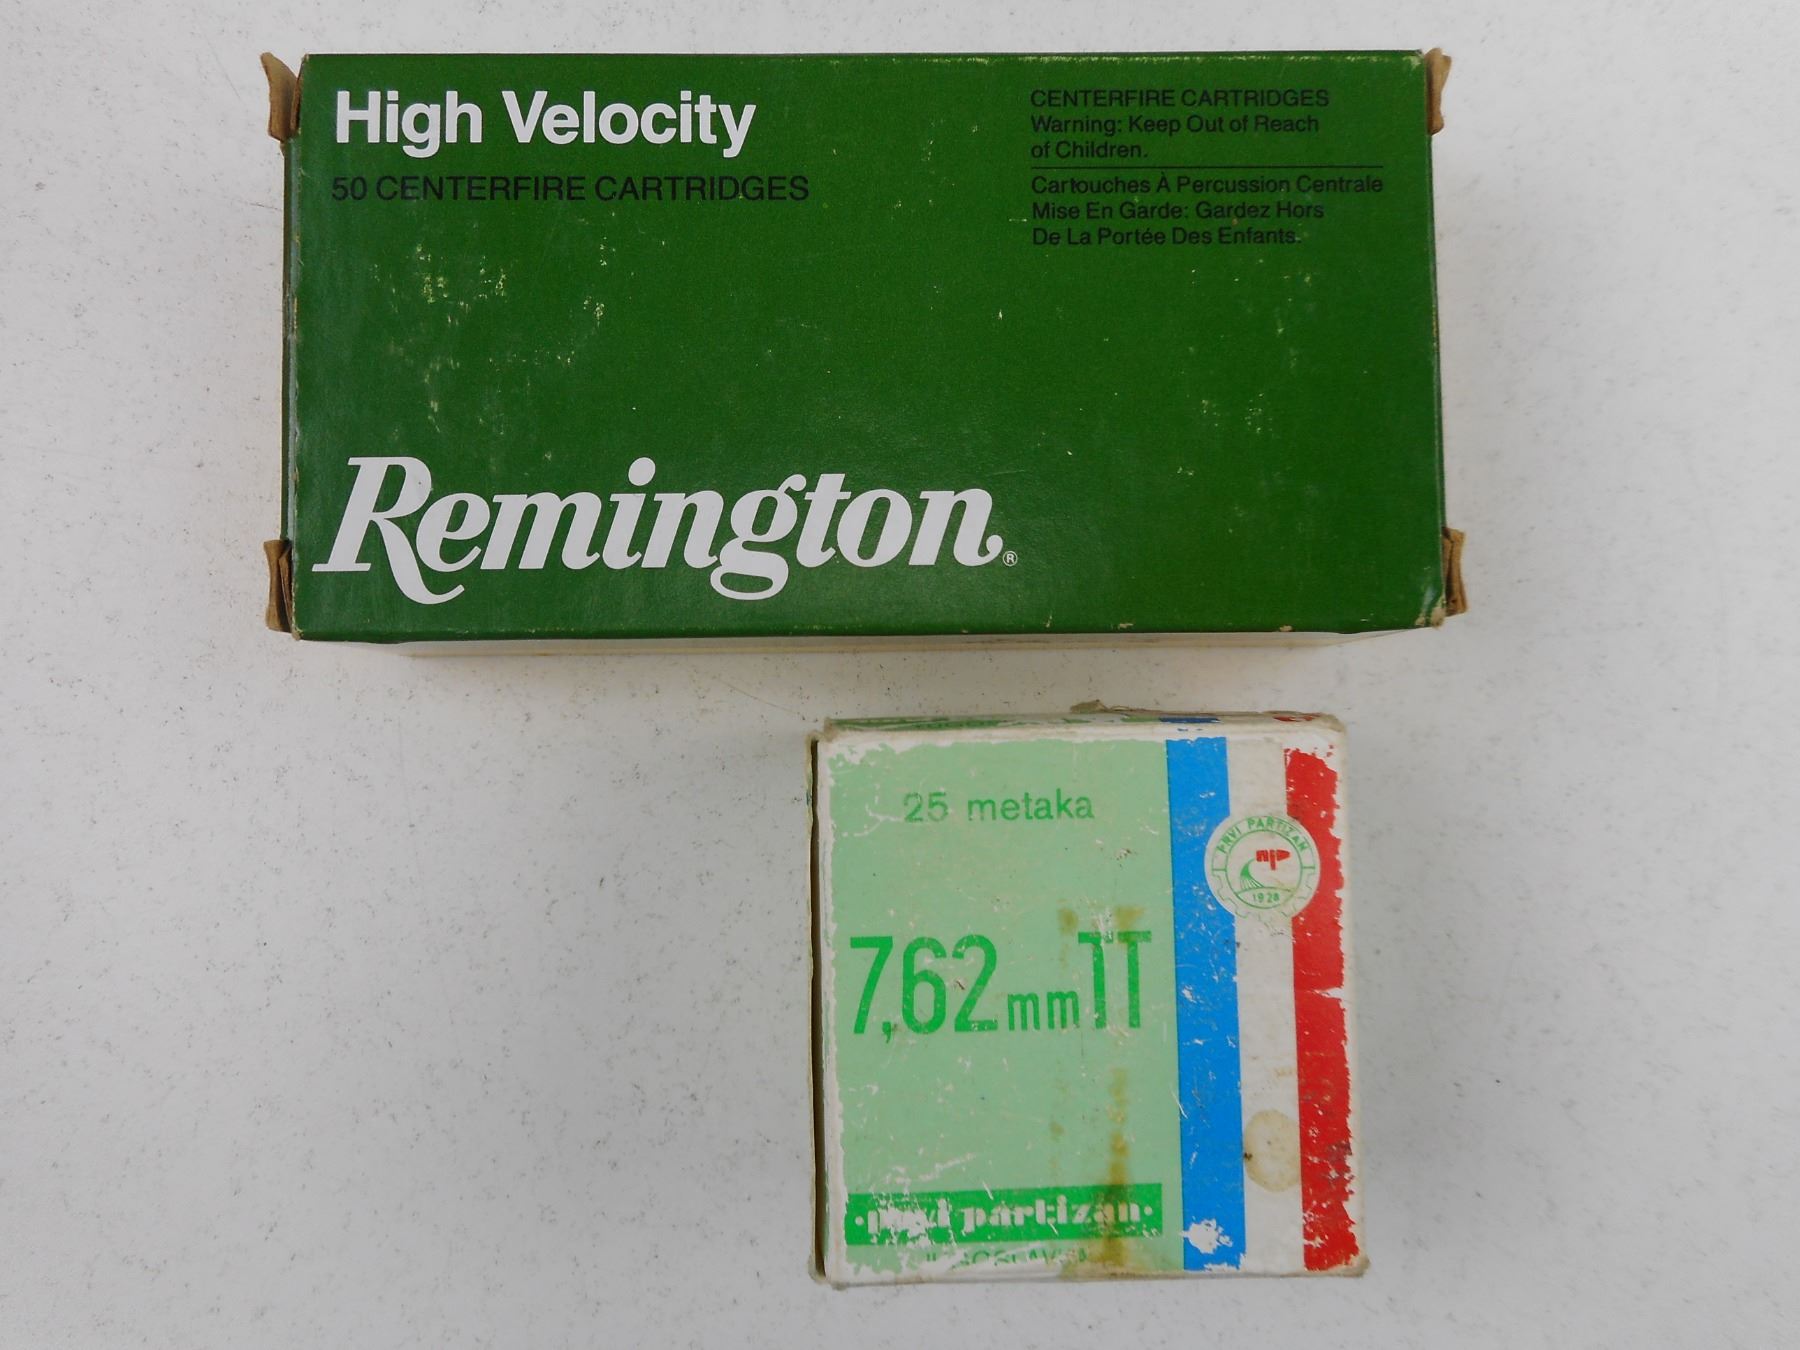 High Velocity
50 CENTERFIRE CARTRIDGES
CENTERFIRE CARTRIDGES
Warning: Keep Out of Reach
of Children.
Cartouches À Percussion Centrale
Mise En Garde: Gardez Hors
De La Portée Des Enfants.
Remington®
25 metaka
PRVI PARTIZAN
1928
7,62mm TT
·prvi partizan·